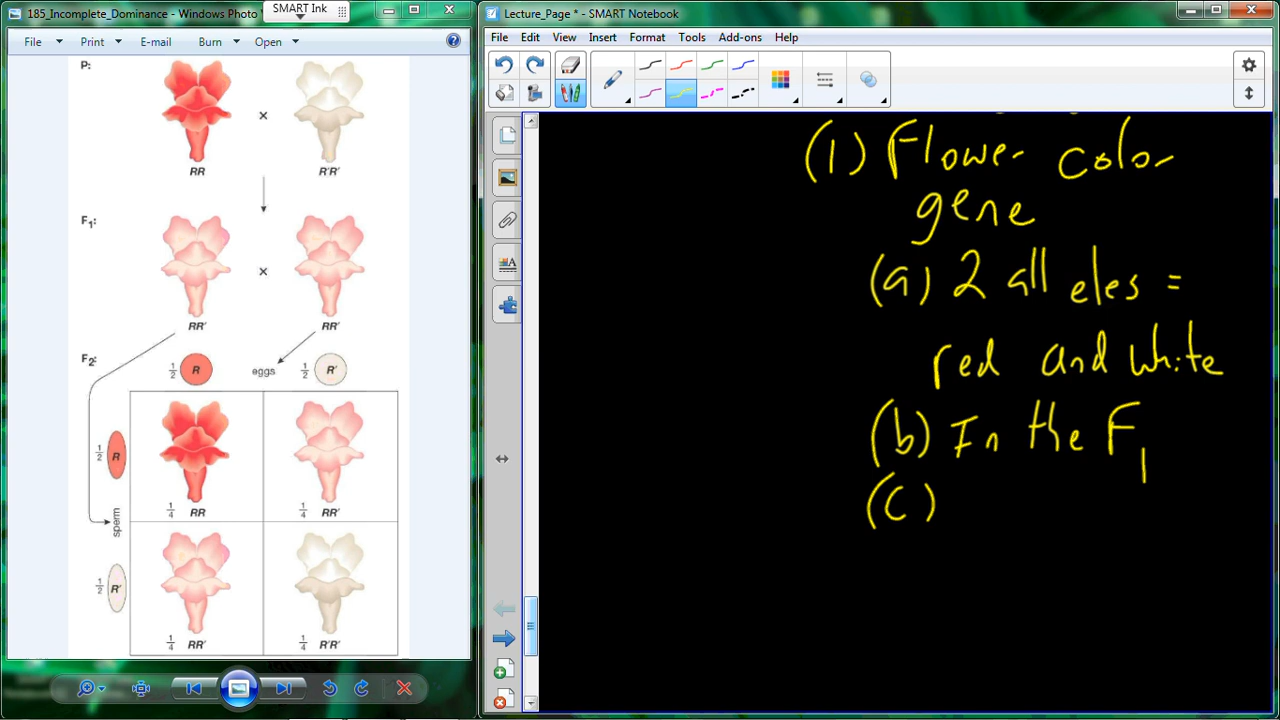 185_Incomplete_Dominance - Windows Photo V
SMART Ink
File Print E-mail Burn Open
P:
×
RR R'R'
F1:
×
RR' RR'
F2:
1/2 R eggs 1/2 R'
1/2 R
1/4 RR 1/4 RR'
sperm
1/2 R'
1/4 RR' 1/4 R'R'
Lecture_Page * - SMART Notebook
File Edit View Insert Format Tools Add-ons Help
(1) Flower color
gene
(a) 2 alleles =
red and white
(b) In the F1
(c)